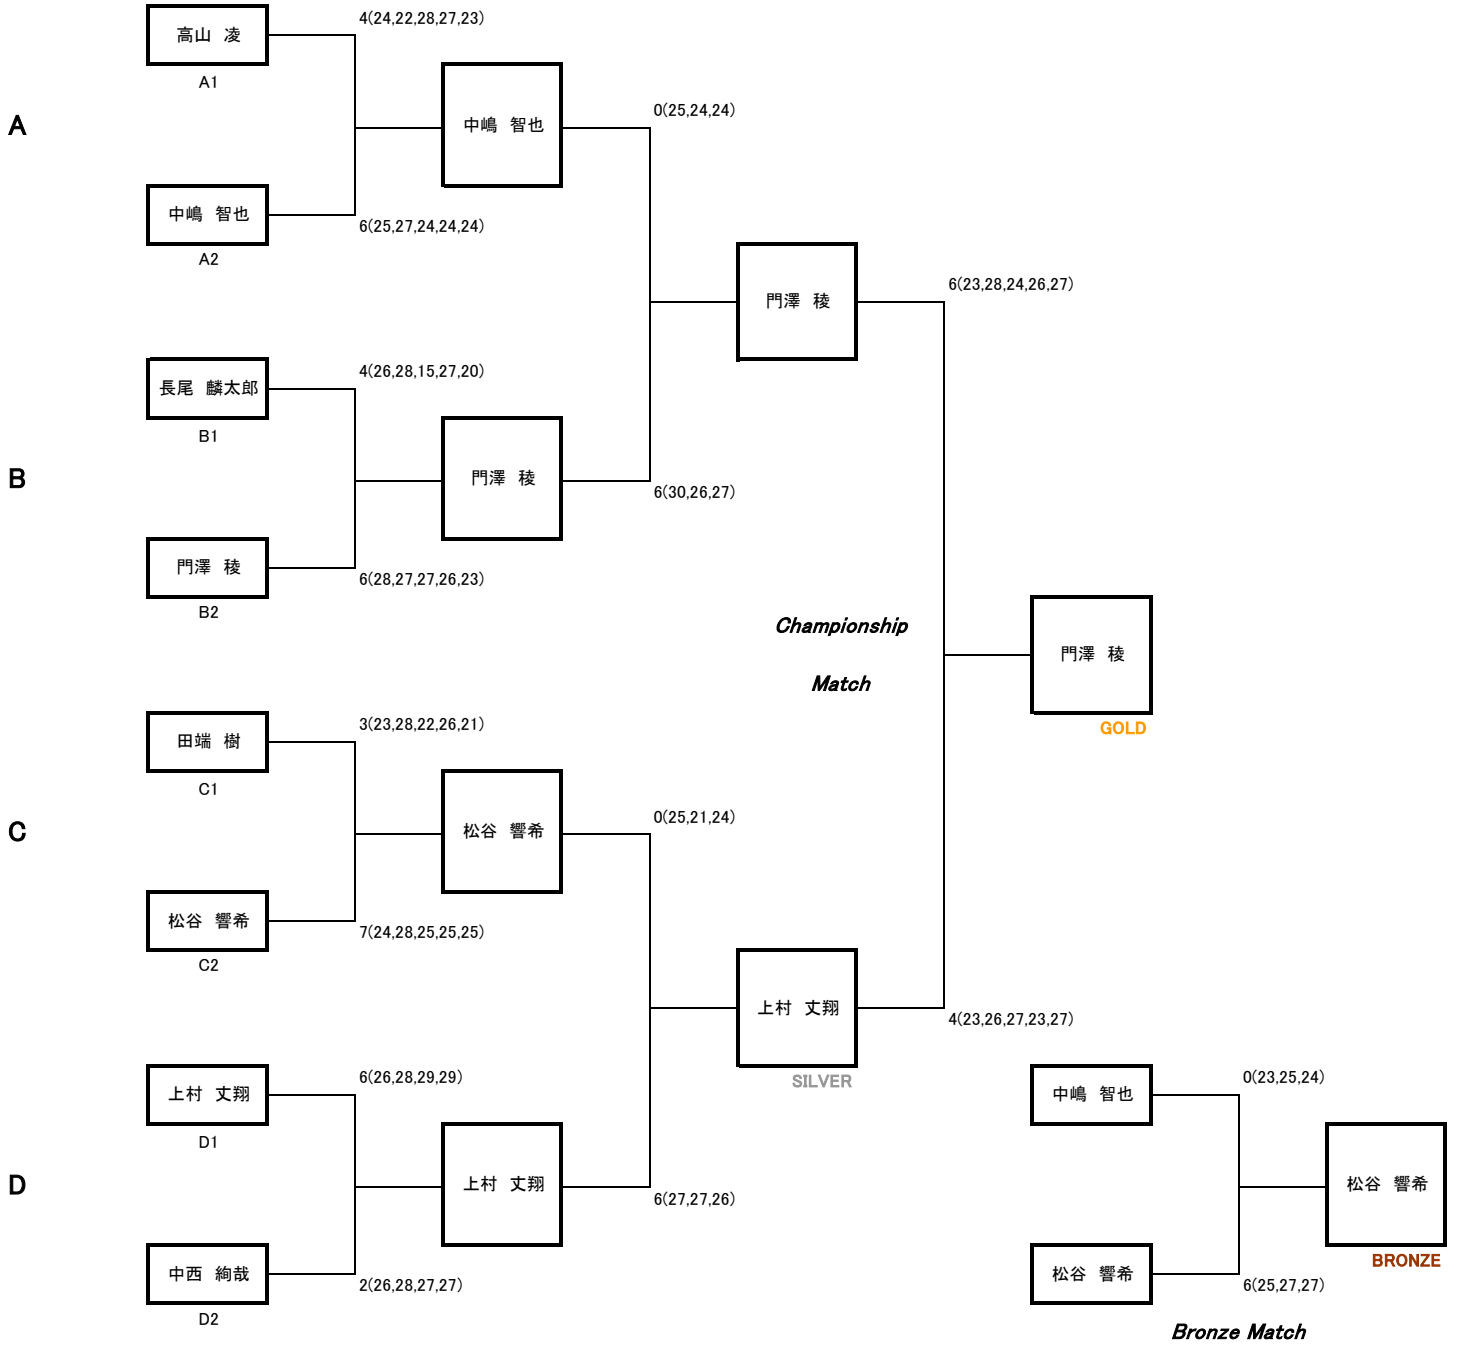 高山　凌
4(24,22,28,27,23)
A1
A
中嶋　智也
0(25,24,24)
中嶋　智也
6(25,27,24,24,24)
A2
門澤　稜
6(23,28,24,26,27)
長尾　麟太郎
4(26,28,15,27,20)
B1
B
門澤　稜
6(30,26,27)
門澤　稜
6(28,27,27,26,23)
B2
Championship
Match
門澤　稜
GOLD
田端　樹
3(23,28,22,26,21)
C1
C
松谷　響希
0(25,21,24)
松谷　響希
7(24,28,25,25,25)
C2
上村　丈翔
4(23,26,27,23,27)
SILVER
上村　丈翔
6(26,28,29,29)
D1
D
上村　丈翔
6(27,27,26)
中西　絢哉
2(26,28,27,27)
D2
中嶋　智也
0(23,25,24)
松谷　響希
BRONZE
松谷　響希
6(25,27,27)
Bronze Match